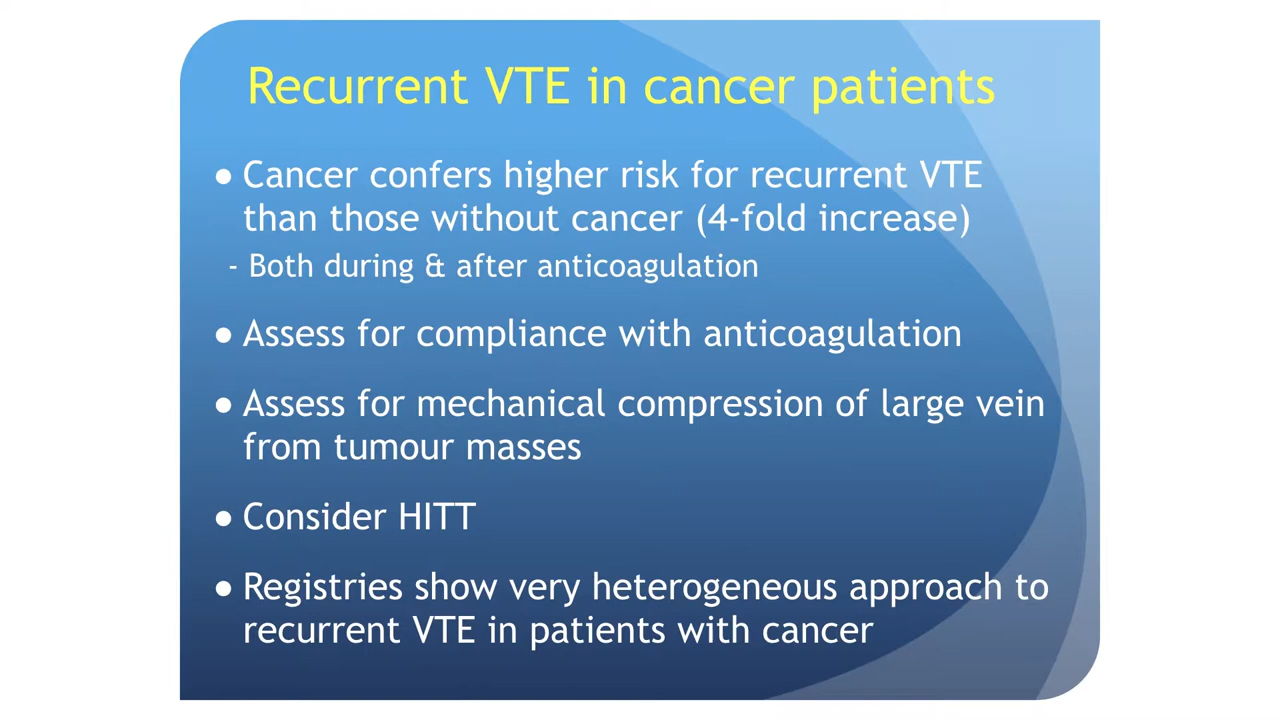 Recurrent VTE in cancer patients
● Cancer confers higher risk for recurrent VTE
than those without cancer (4-fold increase)
- Both during & after anticoagulation
● Assess for compliance with anticoagulation
● Assess for mechanical compression of large vein
from tumour masses
● Consider HITT
● Registries show very heterogeneous approach to
recurrent VTE in patients with cancer